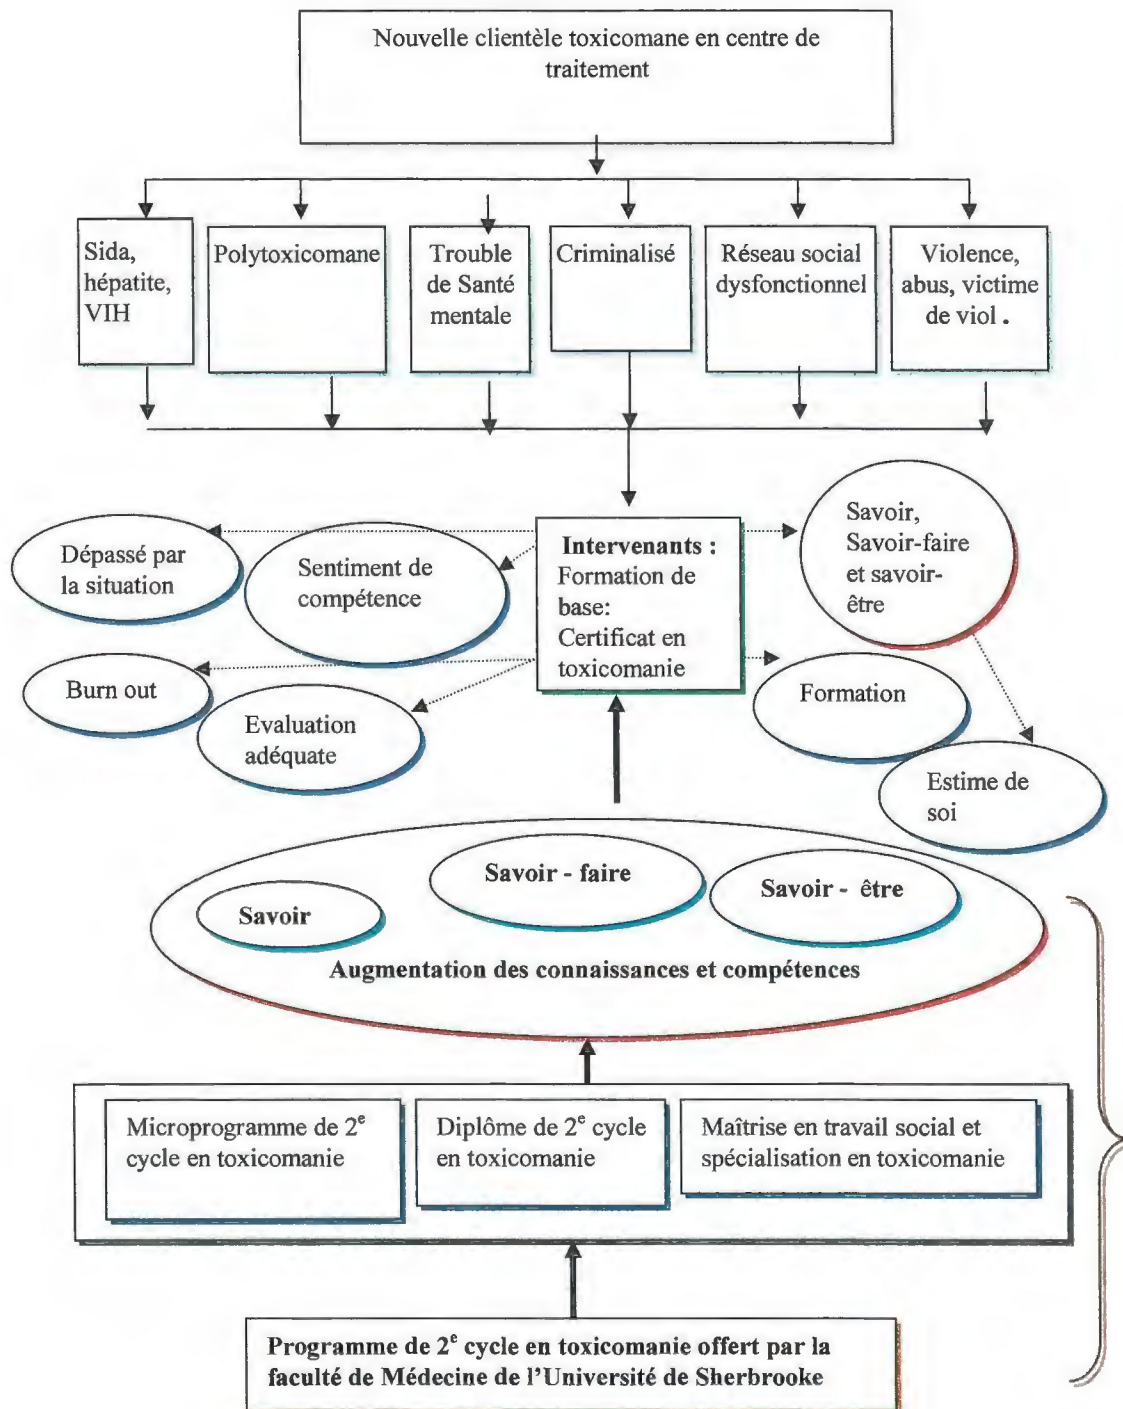 Nouvelle clientèle toxicomane en centre de
traitement
Sida,
hépatite,
VIH
Polytoxicomane
Trouble
de Santé
mentale
Criminalisé
Réseau social
dysfonctionnel
Violence,
abus, victime
de viol .
Dépassé par
la situation
Sentiment de
compétence
Intervenants :
Formation de
base:
Certificat en
toxicomanie
Savoir,
Savoir-faire
et savoir-
être
Burn out
Evaluation
adéquate
Formation
Estime de
soi
Savoir
Savoir - faire
Savoir - être
Augmentation des connaissances et compétences
Microprogramme de 2e
cycle en toxicomanie
Diplôme de 2e cycle
en toxicomanie
Maîtrise en travail social et
spécialisation en toxicomanie
Programme de 2e cycle en toxicomanie offert par la
faculté de Médecine de l'Université de Sherbrooke